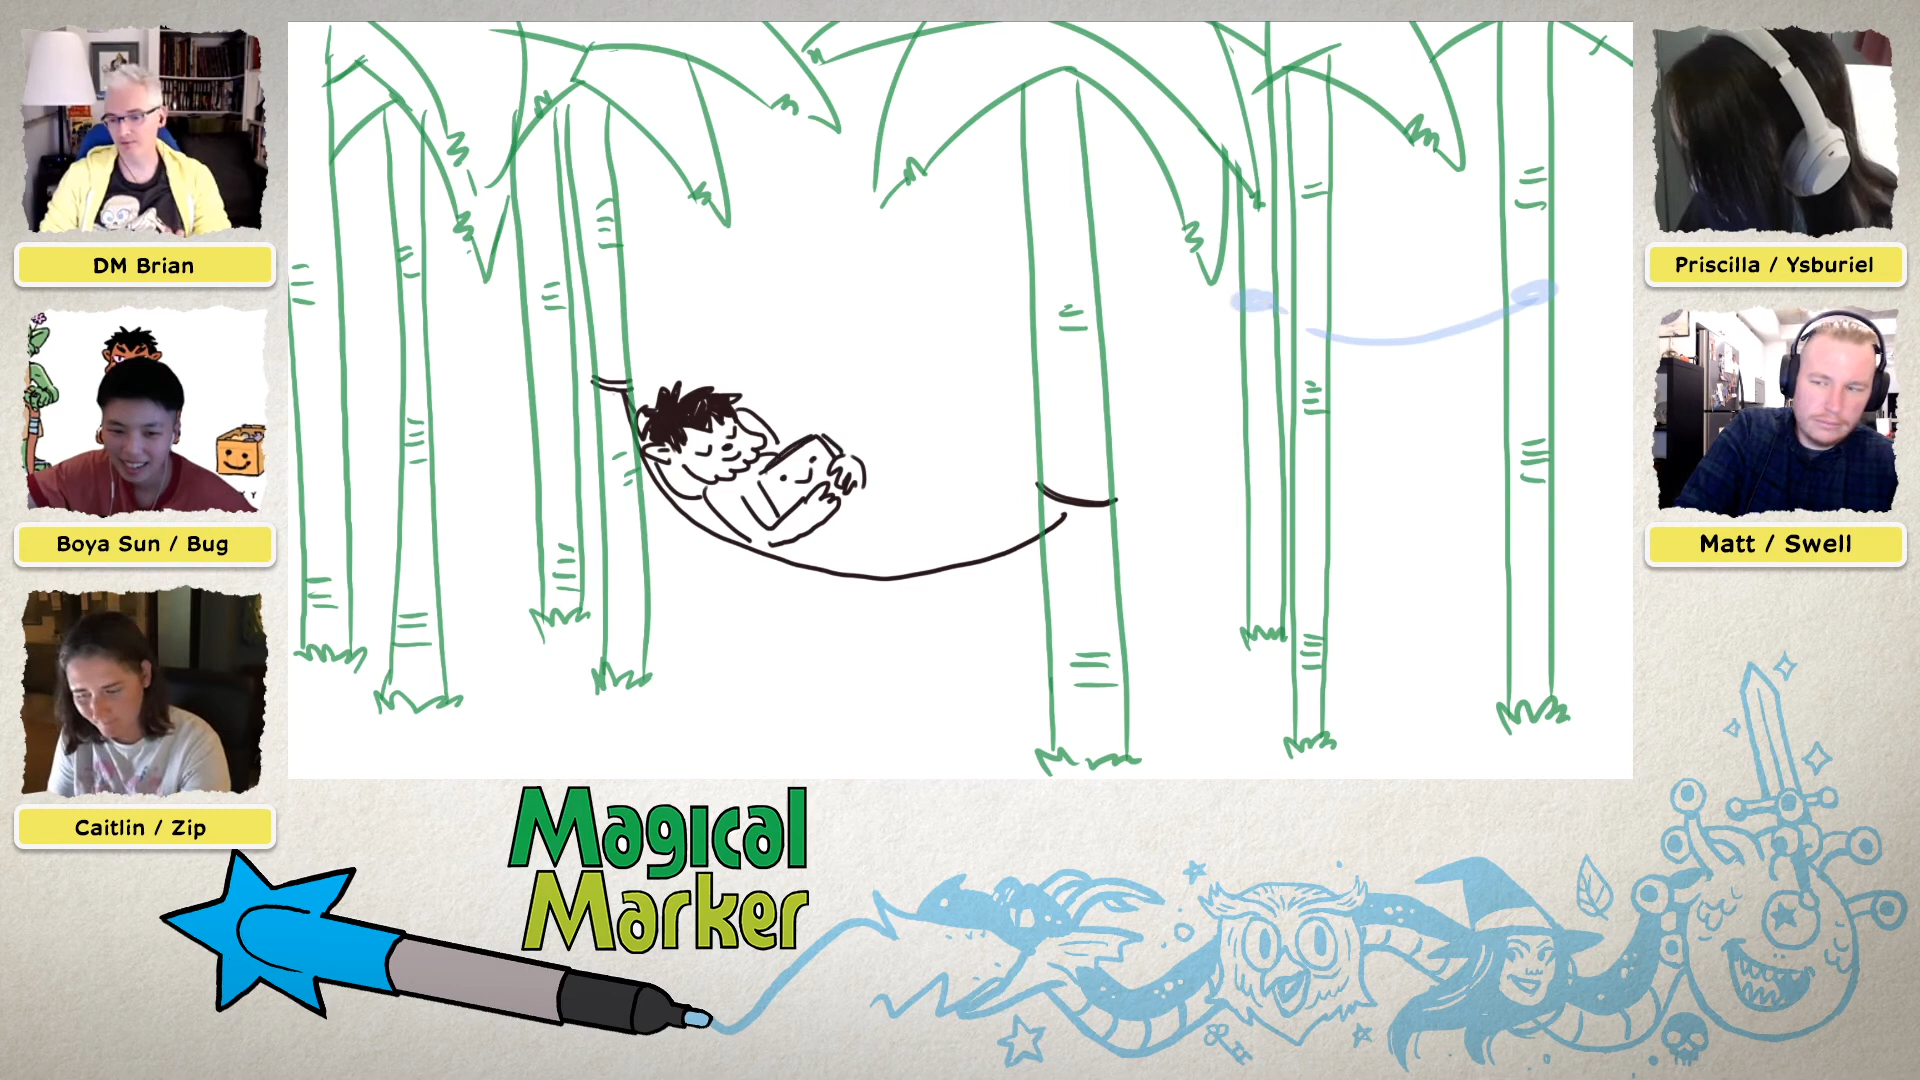 DM Brian
Priscilla / Ysburiel
Boya Sun / Bug
Matt / Swell
Caitlin / Zip
Magical
Marker